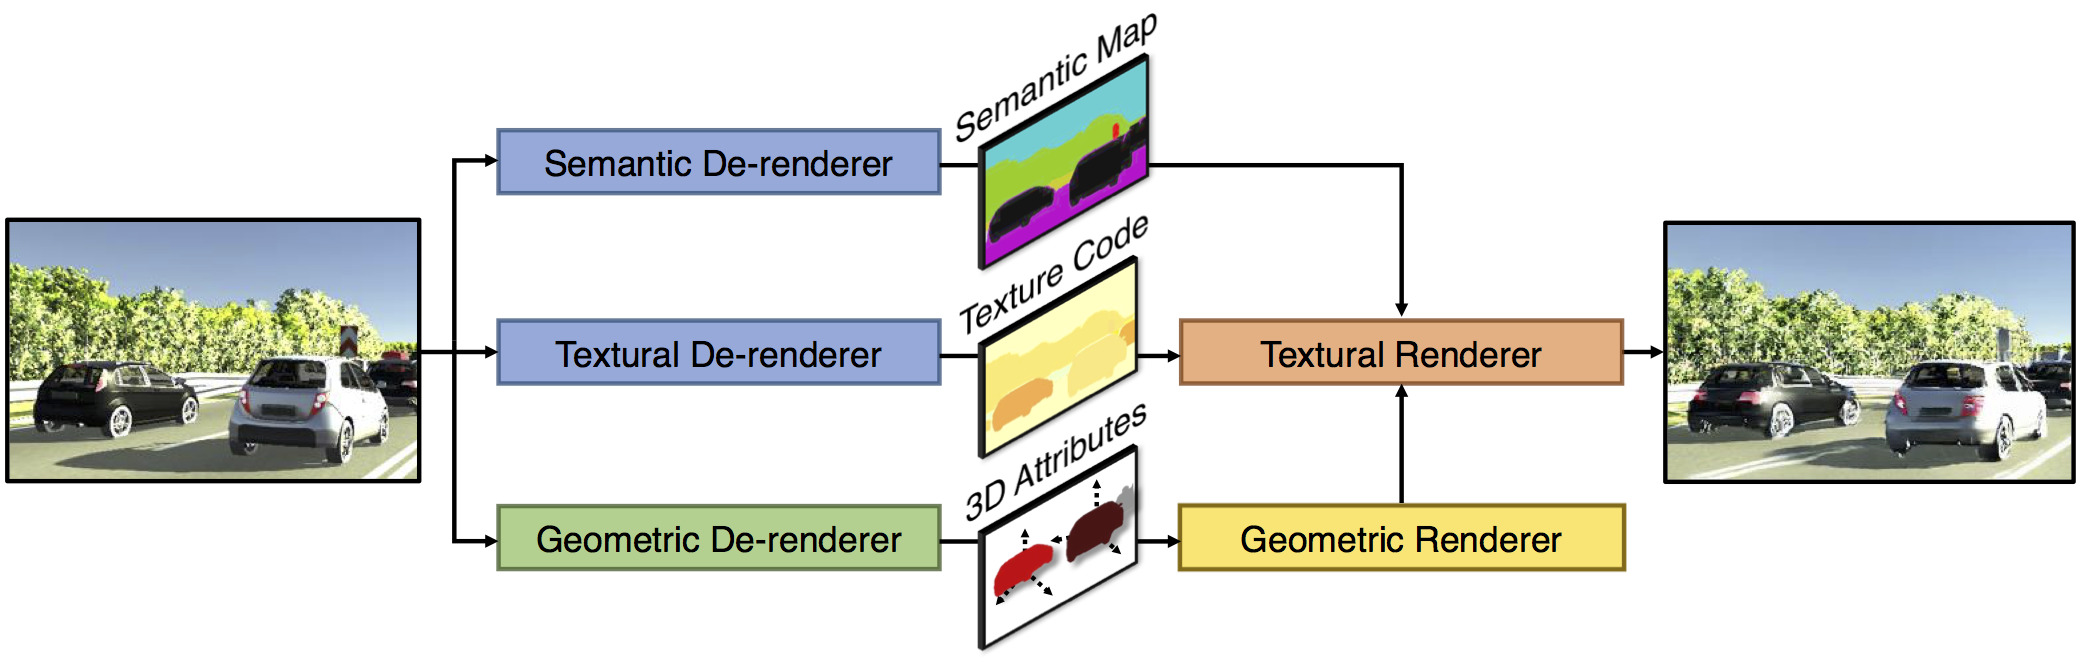 Semantic Map
Semantic De-renderer
Texture Code
Textural De-renderer
Textural Renderer
3D Attributes
Geometric De-renderer
Geometric Renderer